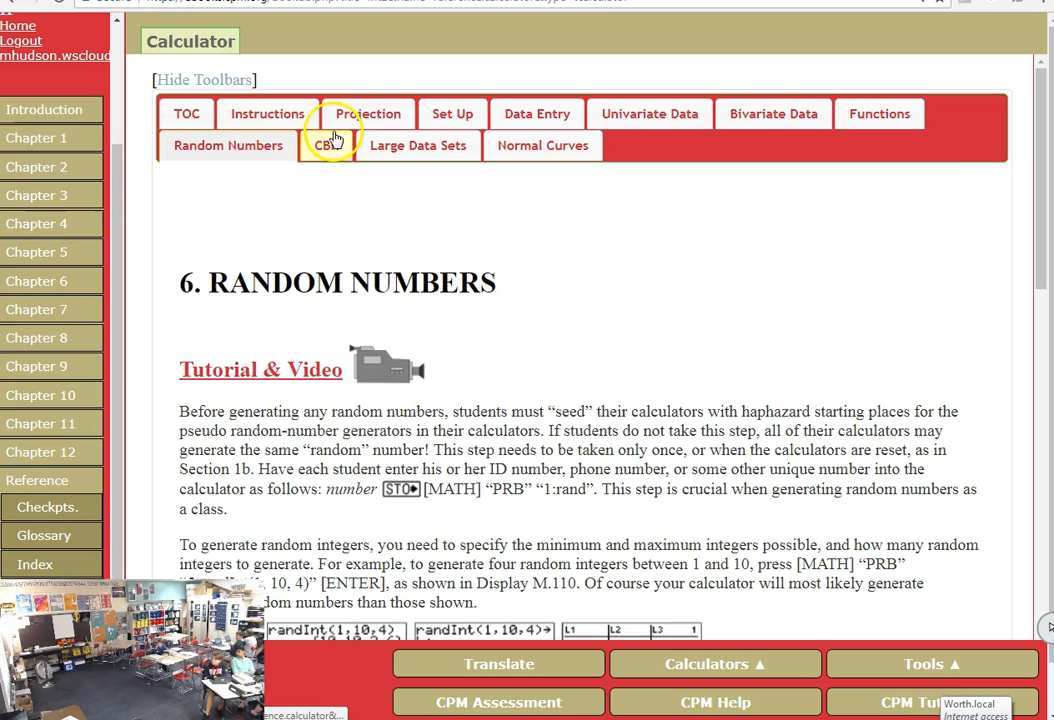 Home
Logout
mhudson.wscloud
Introduction
Chapter 1
Chapter 2
Chapter 3
Chapter 4
Chapter 5
Chapter 6
Chapter 7
Chapter 8
Chapter 9
Chapter 10
Chapter 11
Chapter 12
Reference
Checkpts.
Glossary
Index
Calculator
[Hide Toolbars]
TOC Instructions Projection Set Up Data Entry Univariate Data Bivariate Data Functions
Random Numbers Large Data Sets Normal Curves
6. RANDOM NUMBERS
Tutorial & Video
Before generating any random numbers, students must “seed” their calculators with haphazard starting places for the
pseudo random-number generators in their calculators. If students do not take this step, all of their calculators may
generate the same “random” number! This step needs to be taken only once, or when the calculators are reset, as in
Section 1b. Have each student enter his or her ID number, phone number, or some other unique number into the
calculator as follows: number STO [MATH] “PRB” “1:rand”. This step is crucial when generating random numbers as
a class.
To generate random integers, you need to specify the minimum and maximum integers possible, and how many random
integers to generate. For example, to generate four random integers between 1 and 10, press [MATH] “PRB”
10, 4)” [ENTER], as shown in Display M.110. Of course your calculator will most likely generate
numbers than those shown.
randInt(1,10,4) randInt(1,10,4)→ L1 L2 L3 1
Translate Calculators ▲ Tools ▲
CPM Assessment CPM Help CPM Tu
Worth.local
Internet access
ence.calculator&...